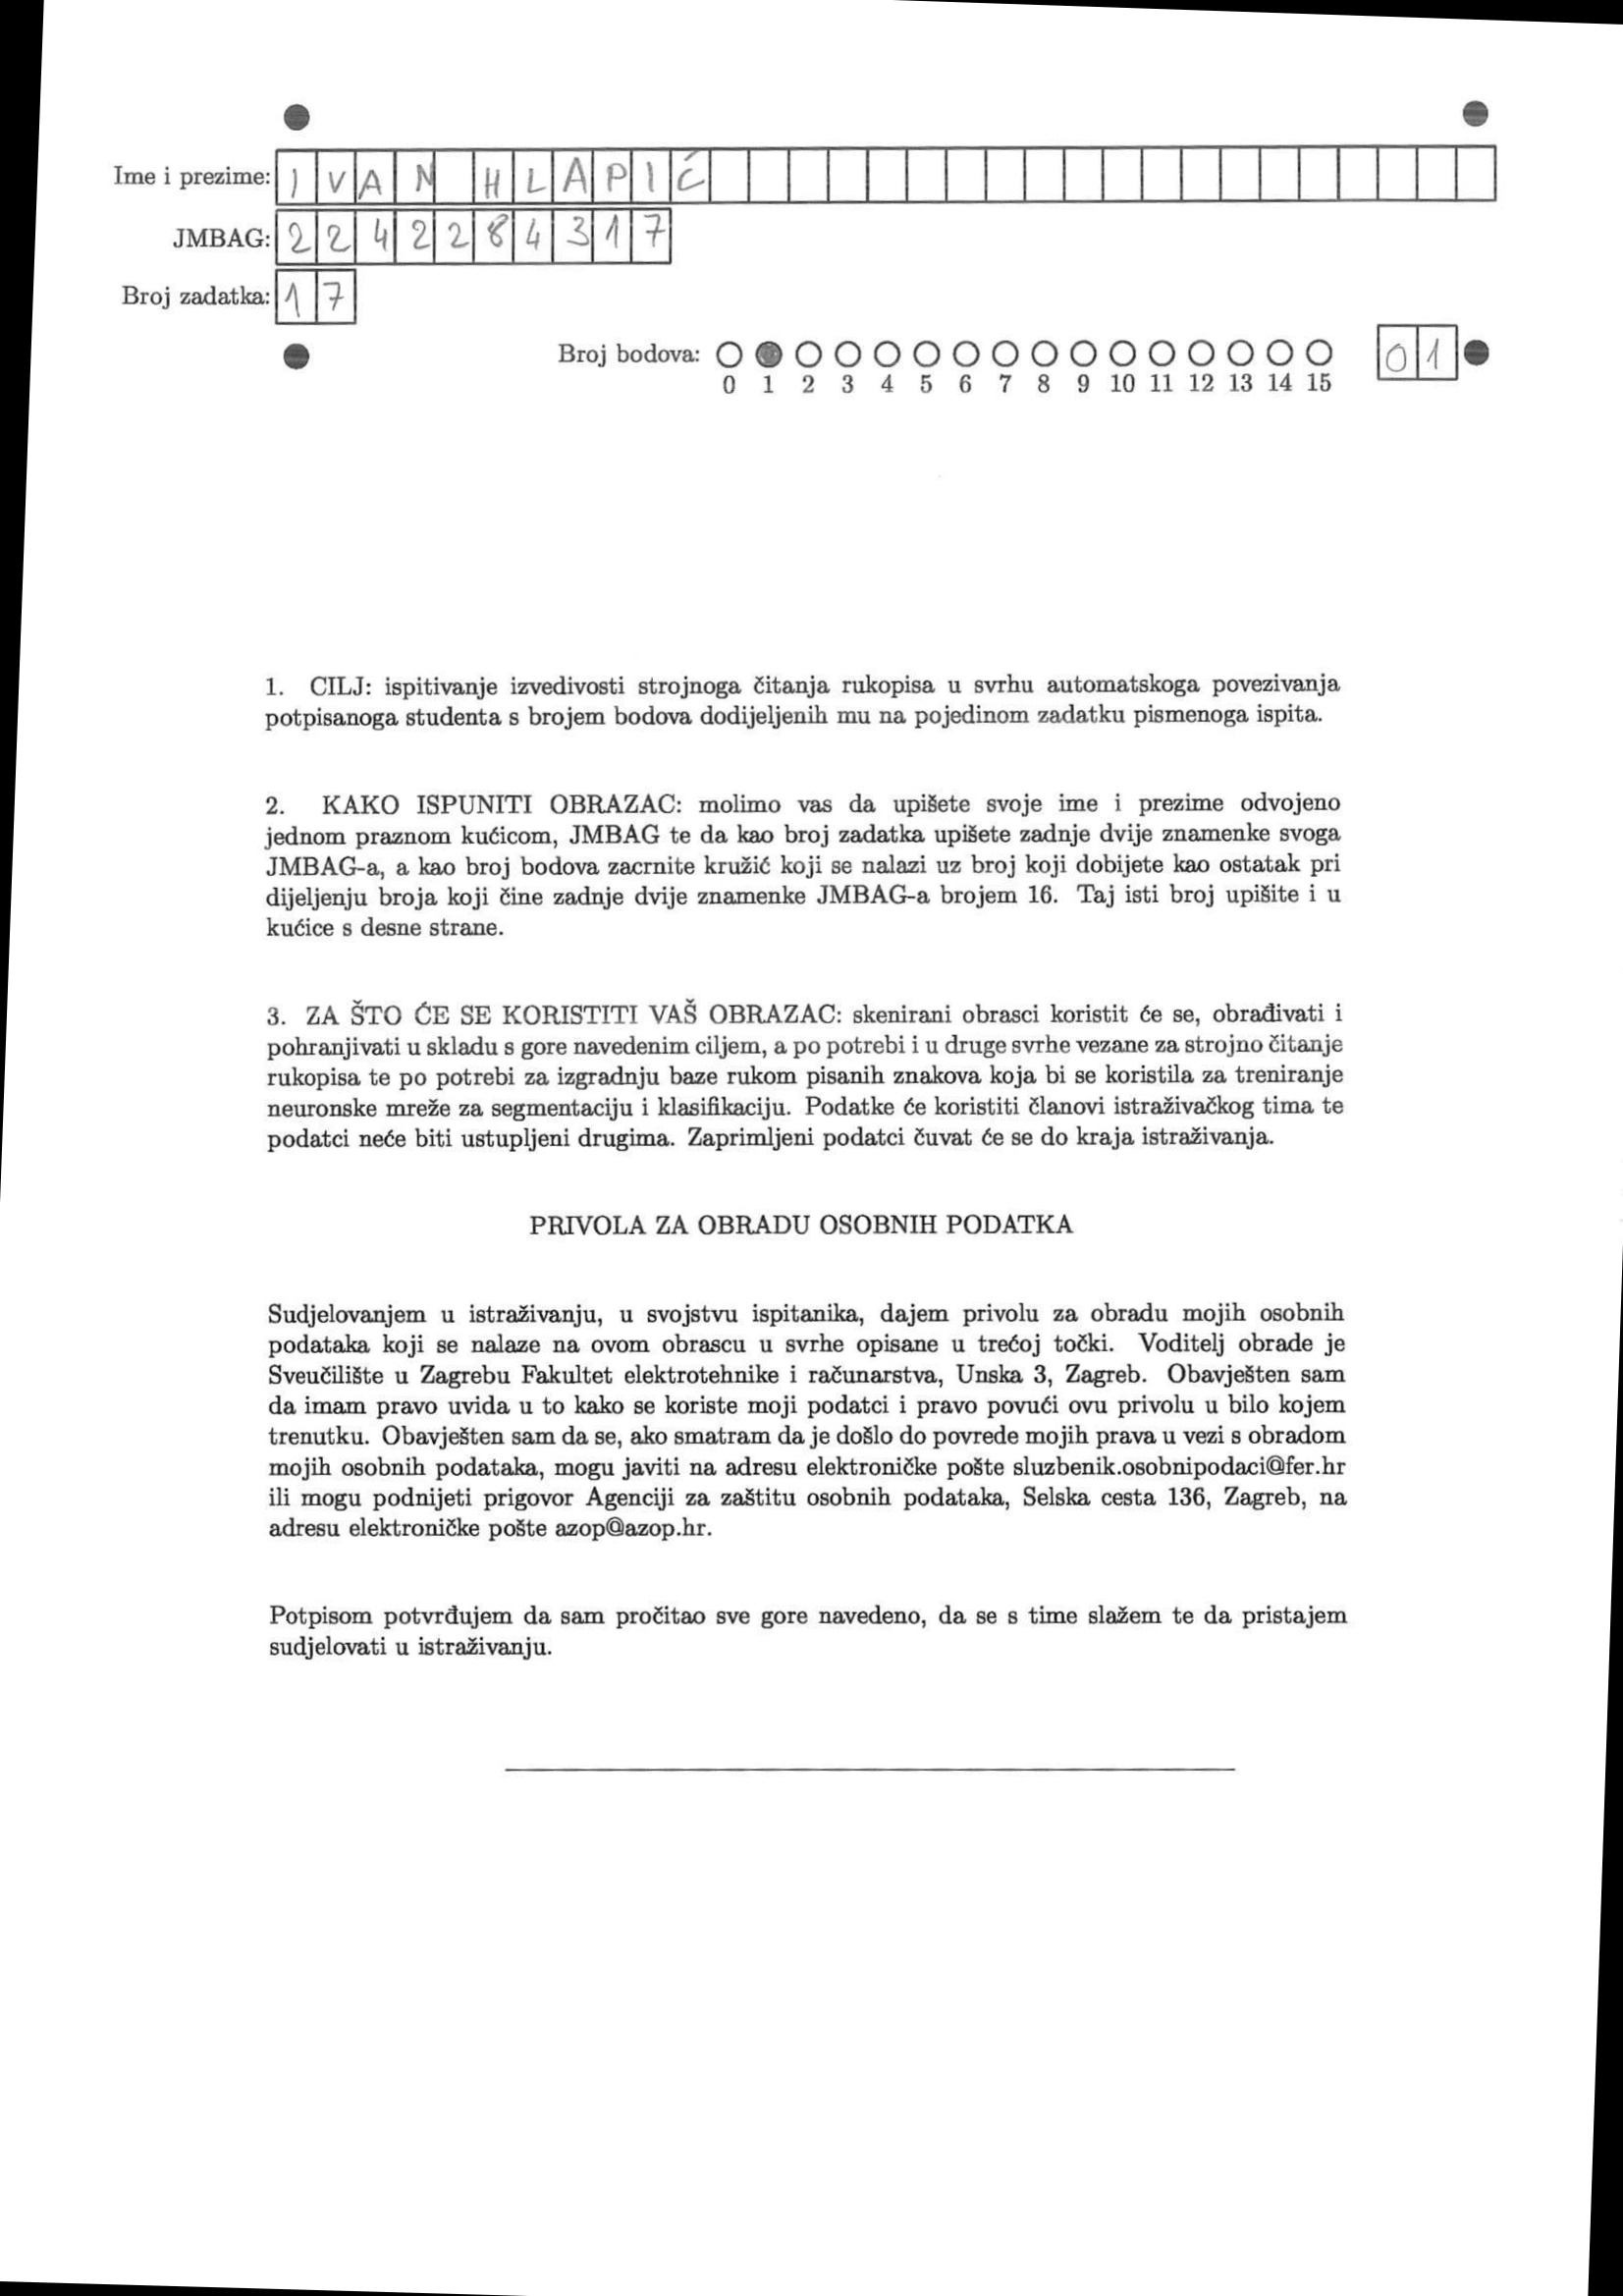 Ime i prezime: IVAN HLAPIĆ
JMBAG: 2242284317
Broj zadatka: 17
Broj bodova: 01
0 1 2 3 4 5 6 7 8 9 10 11 12 13 14 15
1. CILJ: ispitivanje izvedivosti strojnoga čitanja rukopisa u svrhu automatskoga povezivanja
potpisanoga studenta s brojem bodova dodijeljenih mu na pojedinom zadatku pismenoga ispita.
2. KAKO ISPUNITI OBRAZAC: molimo vas da upišete svoje ime i prezime odvojeno
jednom praznom kućicom, JMBAG te da kao broj zadatka upišete zadnje dvije znamenke svoga
JMBAG-a, a kao broj bodova zacrnite kružić koji se nalazi uz broj koji dobijete kao ostatak pri
dijeljenju broja koji čine zadnje dvije znamenke JMBAG-a brojem 16. Taj isti broj upišite i u
kućice s desne strane.
3. ZA ŠTO ĆE SE KORISTITI VAŠ OBRAZAC: skenirani obrasci koristit će se, obrađivati i
pohranjivati u skladu s gore navedenim ciljem, a po potrebi i u druge svrhe vezane za strojno čitanje
rukopisa te po potrebi za izgradnju baze rukom pisanih znakova koja bi se koristila za treniranje
neuronske mreže za segmentaciju i klasifikaciju. Podatke će koristiti članovi istraživačkog tima te
podatci neće biti ustupljeni drugima. Zaprimljeni podatci čuvat će se do kraja istraživanja.
PRIVOLA ZA OBRADU OSOBNIH PODATKA
Sudjelovanjem u istraživanju, u svojstvu ispitanika, dajem privolu za obradu mojih osobnih
podataka koji se nalaze na ovom obrascu u svrhe opisane u trećoj točki. Voditelj obrade je
Sveučilište u Zagrebu Fakultet elektrotehnike i računarstva, Unska 3, Zagreb. Obavješten sam
da imam pravo uvida u to kako se koriste moji podatci i pravo povući ovu privolu u bilo kojem
trenutku. Obavješten sam da se, ako smatram da je došlo do povrede mojih prava u vezi s obradom
mojih osobnih podataka, mogu javiti na adresu elektroničke pošte sluzbenik.osobnipodaci@fer.hr
ili mogu podnijeti prigovor Agenciji za zaštitu osobnih podataka, Selska cesta 136, Zagreb, na
adresu elektroničke pošte azop@azop.hr.
Potpisom potvrđujem da sam pročitao sve gore navedeno, da se s time slažem te da pristajem
sudjelovati u istraživanju.